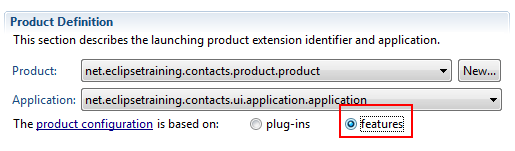 Product Definition
This section describes the launching product extension identifier and application.
Product: net.eclipsetraining.contacts.product.product New...
Application: net.eclipsetraining.contacts.ui.application.application
The product configuration is based on: plug-ins features